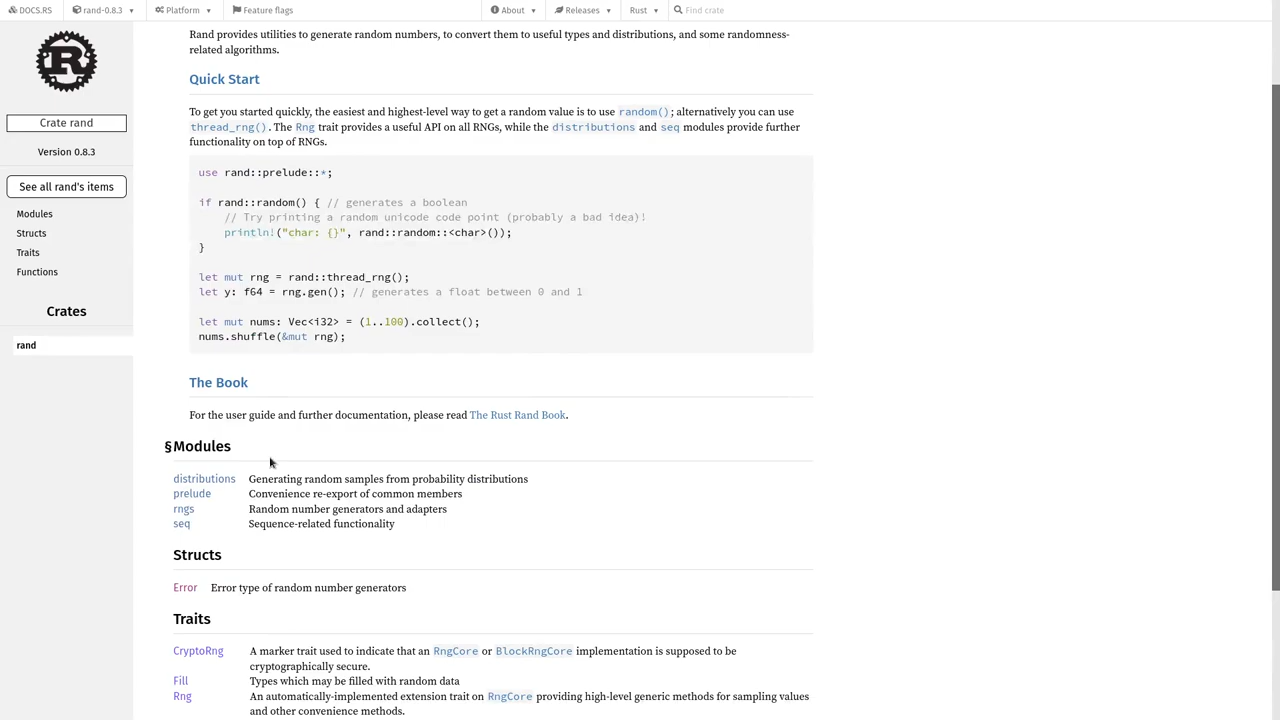 DOCS.RS
rand-0.8.3
Platform
Feature flags
About
Releases
Rust
Find crate
R
Crate rand
Version 0.8.3
See all rand's items
Modules
Structs
Traits
Functions
Crates
rand
Rand provides utilities to generate random numbers, to convert them to useful types and distributions, and some randomness-
related algorithms.
Quick Start
To get you started quickly, the easiest and highest-level way to get a random value is to use random(); alternatively you can use
thread_rng(). The Rng trait provides a useful API on all RNGs, while the distributions and seq modules provide further
functionality on top of RNGs.
use rand::prelude::*;
if rand::random() { // generates a boolean
// Try printing a random unicode code point (probably a bad idea)!
println!("char: {}", rand::random::<char>());
}
let mut rng = rand::thread_rng();
let y: f64 = rng.gen(); // generates a float between 0 and 1
let mut nums: Vec<i32> = (1..100).collect();
nums.shuffle(&mut rng);
The Book
For the user guide and further documentation, please read The Rust Rand Book.
§Modules
distributions Generating random samples from probability distributions
prelude Convenience re-export of common members
rngs Random number generators and adapters
seq Sequence-related functionality
Structs
Error Error type of random number generators
Traits
CryptoRng A marker trait used to indicate that an RngCore or BlockRngCore implementation is supposed to be
cryptographically secure.
Fill Types which may be filled with random data
Rng An automatically-implemented extension trait on RngCore providing high-level generic methods for sampling values
and other convenience methods.